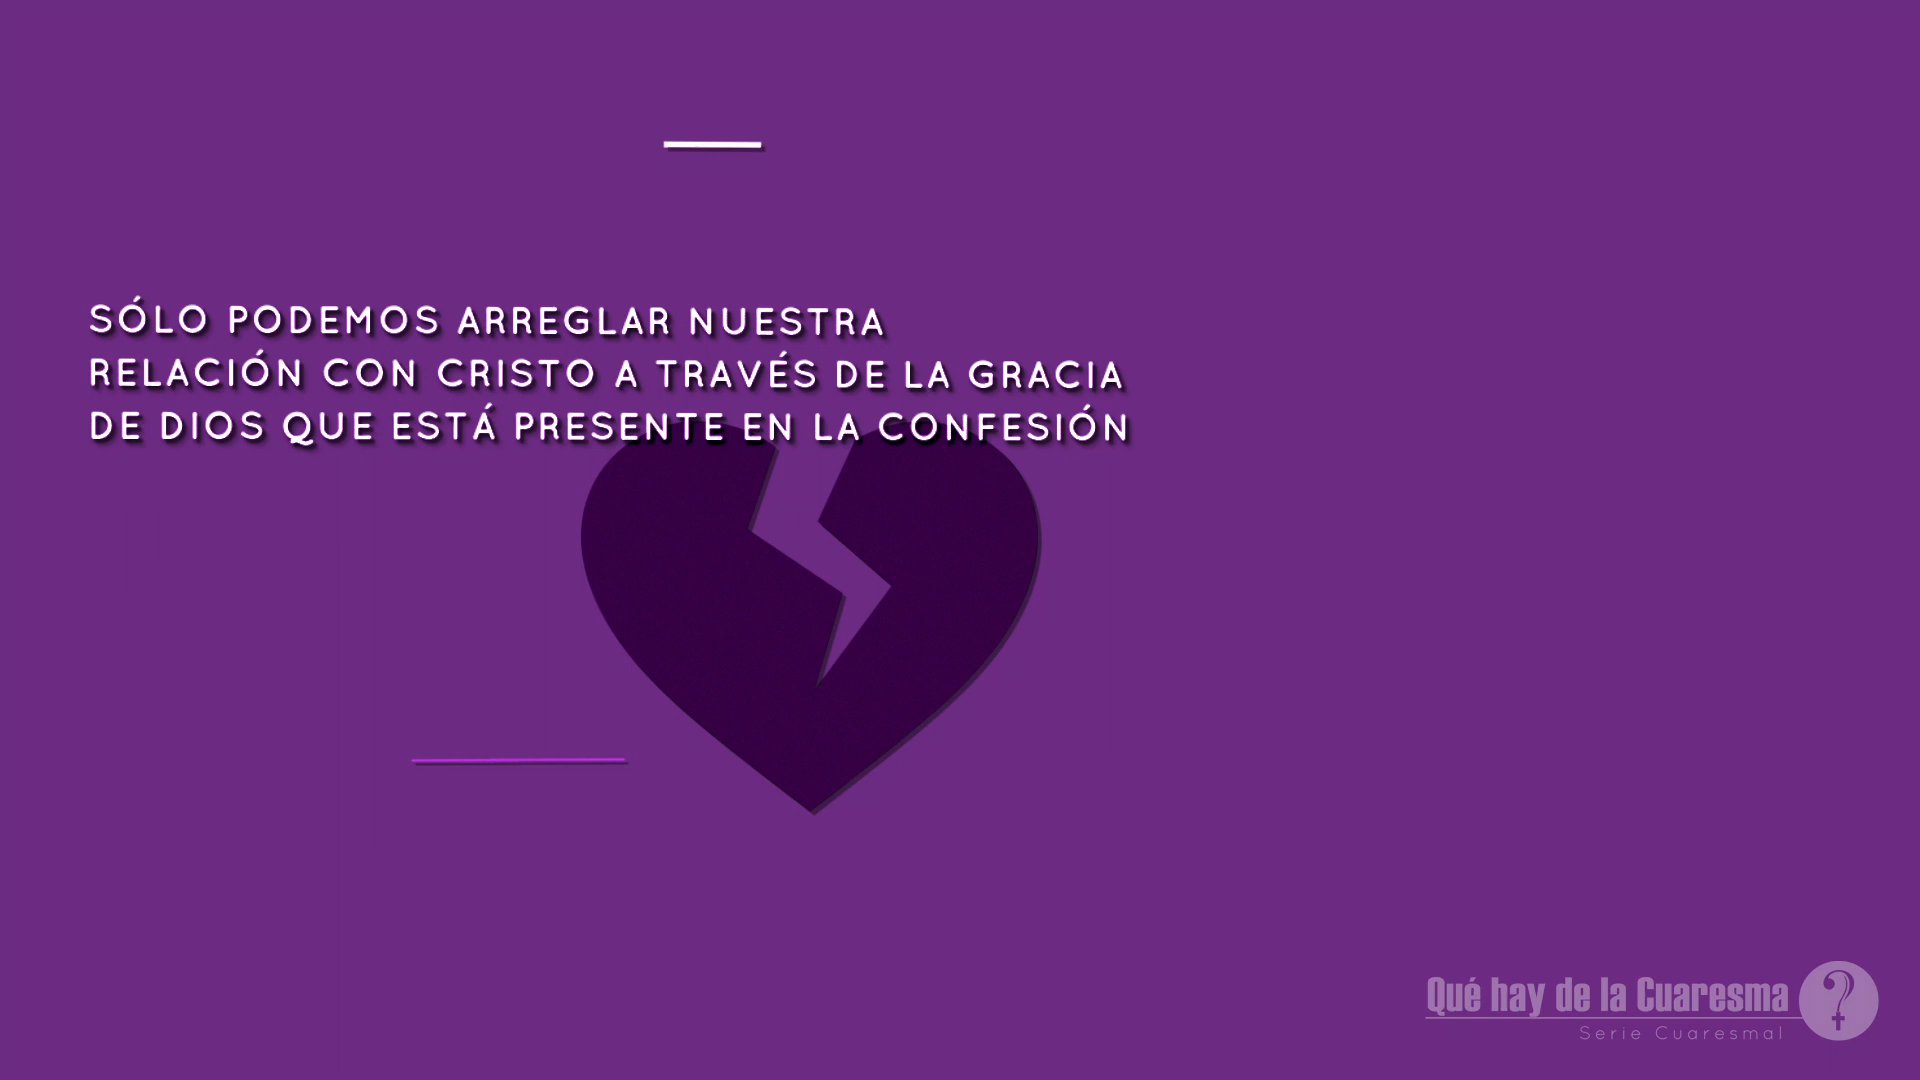 SÓLO PODEMOS ARREGLAR NUESTRA
RELACIÓN CON CRISTO A TRAVÉS DE LA GRACIA
DE DIOS QUE ESTÁ PRESENTE EN LA CONFESIÓN
Qué hay de la Cuaresma
Serie Cuaresmal